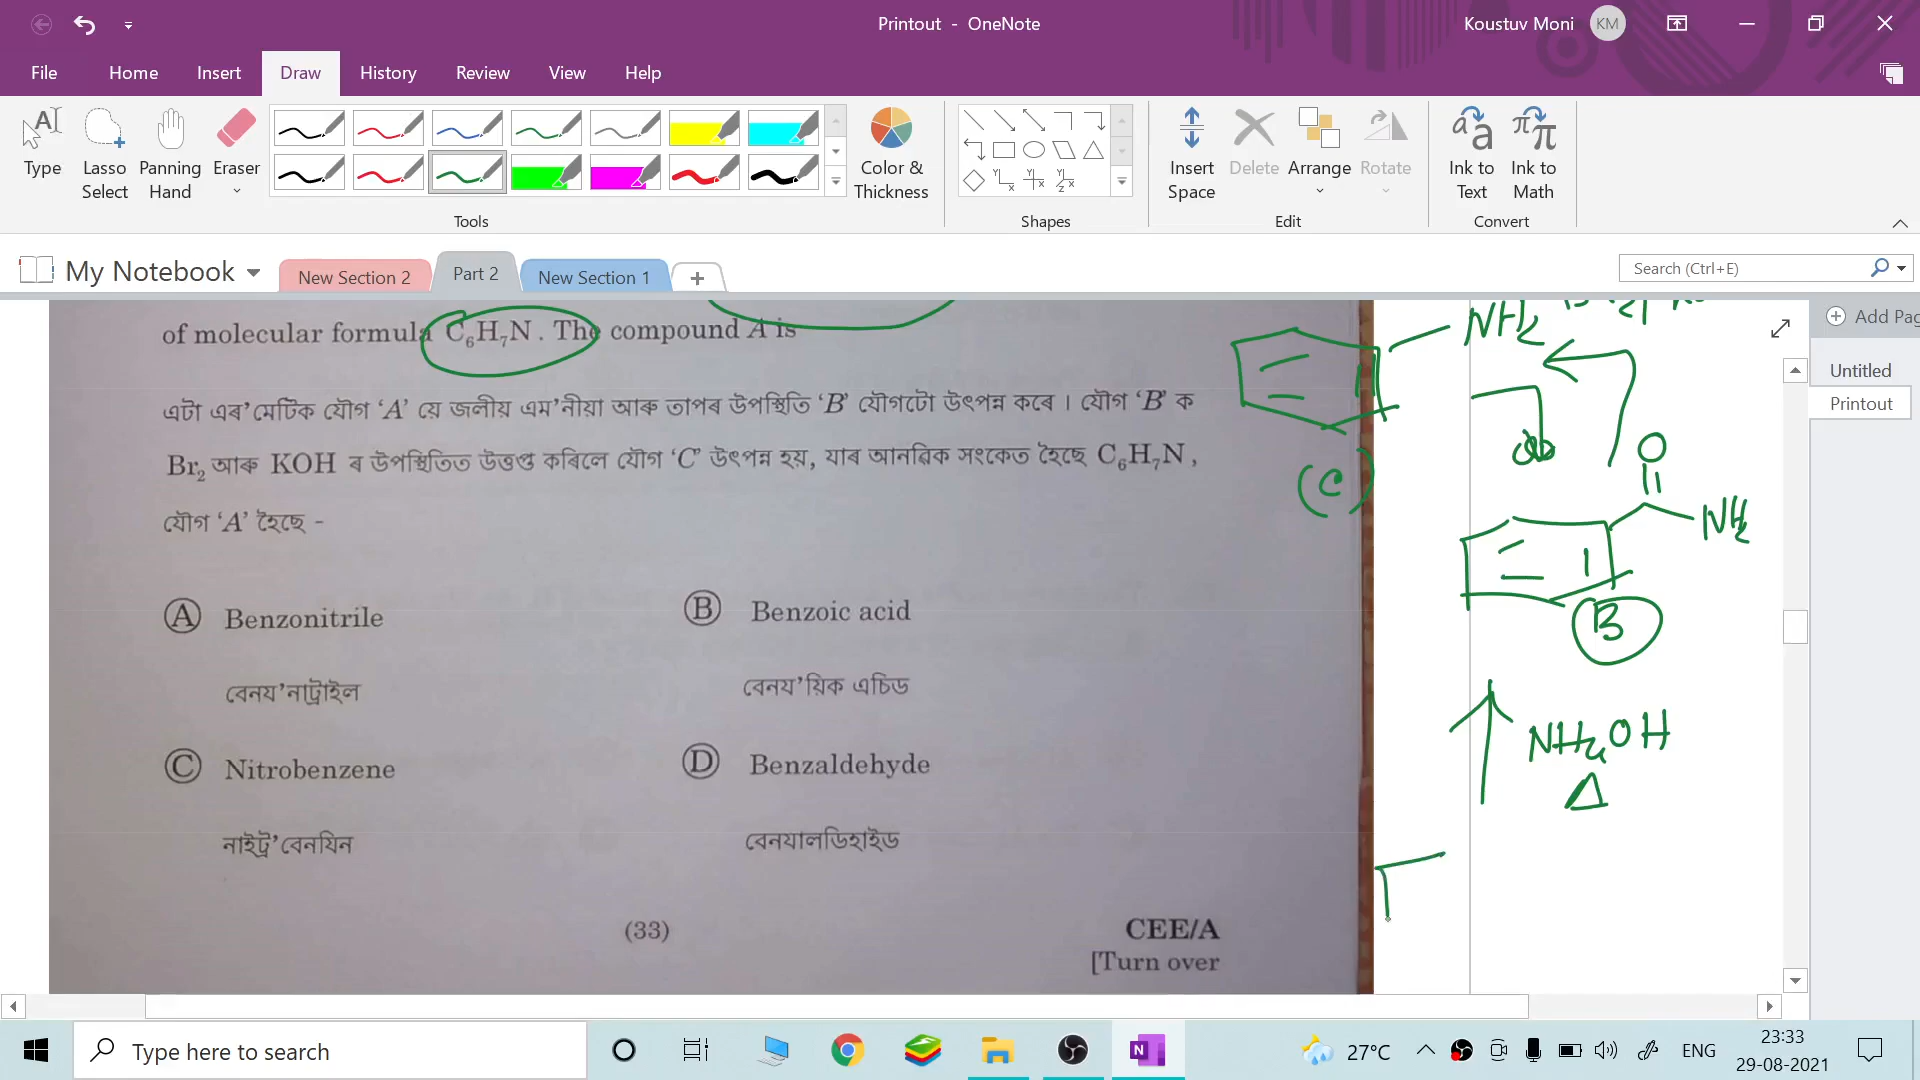 Printout - OneNote
Koustuv Moni KM
File Home Insert Draw History Review View Help
Type
Lasso Select
Panning Hand
Eraser
Color & Thickness
Insert Space
Delete
Arrange
Rotate
Ink to Text
Ink to Math
Tools
Shapes
Edit
Convert
My Notebook
New Section 2
Part 2
New Section 1
+
Search (Ctrl+E)
Add Pag
Untitled
Printout
of molecular formula C₆H₇N. The compound A is
এটা এৰ'মেটিক যৌগ 'A' য়ে জলীয় এম'নীয়া আৰু তাপৰ উপস্থিতি 'B' যৌগটো উৎপন্ন কৰে। যৌগ 'B' ক
Br₂ আৰু KOH ৰ উপস্থিতিত উত্তপ্ত কৰিলে যৌগ 'C' উৎপন্ন হয়, যাৰ আনৱিক সংকেত হৈছে C₆H₇N,
যৌগ 'A' হৈছে -
Ⓐ Benzonitrile
Ⓑ Benzoic acid
বেনয'নাট্ৰাইল
বেনয'য়িক এচিড
Ⓒ Nitrobenzene
Ⓓ Benzaldehyde
নাইট্ৰ'বেনযিন
বেনযালডিহাইড
(33)
CEE/A
[Turn over
NH₂
(C)
O
NH₂
B
NH₄OH
Δ
Type here to search
27°C
ENG
23:33
29-08-2021